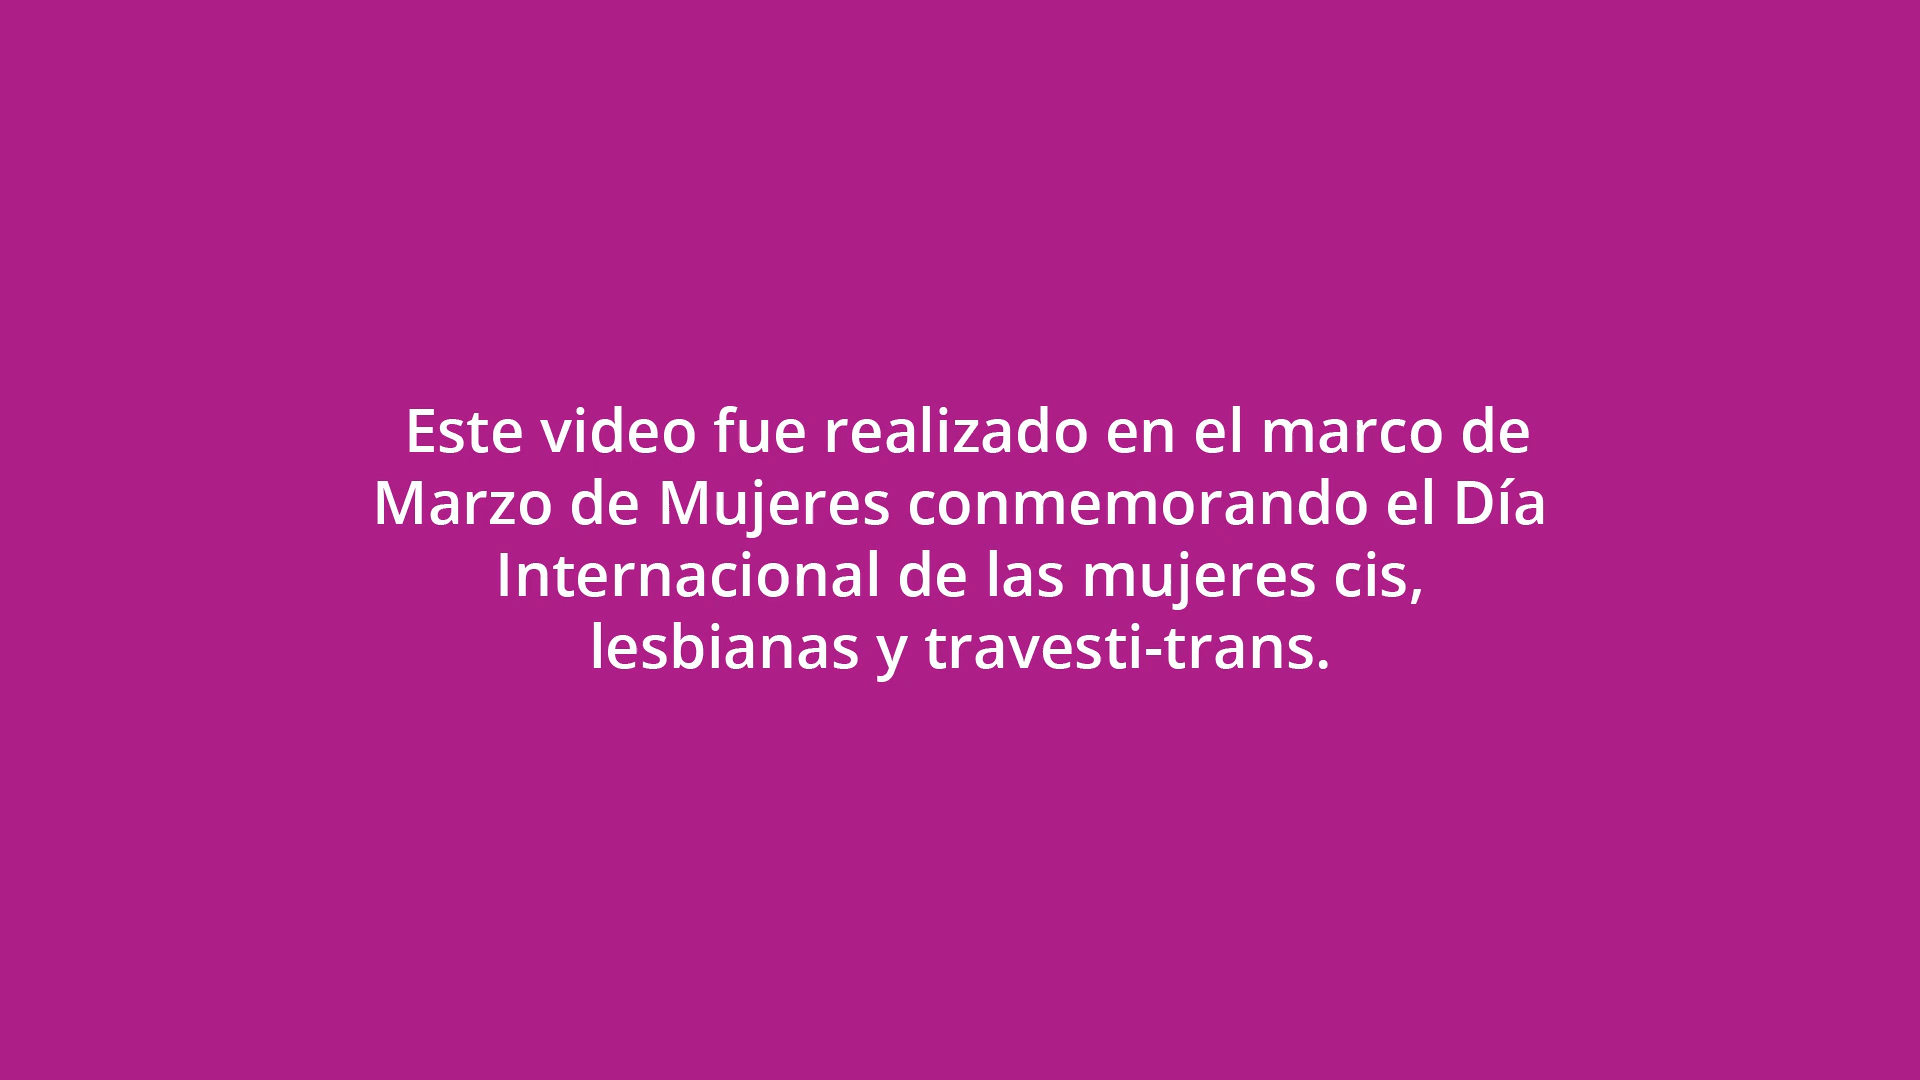 Este video fue realizado en el marco de
Marzo de Mujeres conmemorando el Día
Internacional de las mujeres cis,
lesbianas y travesti-trans.